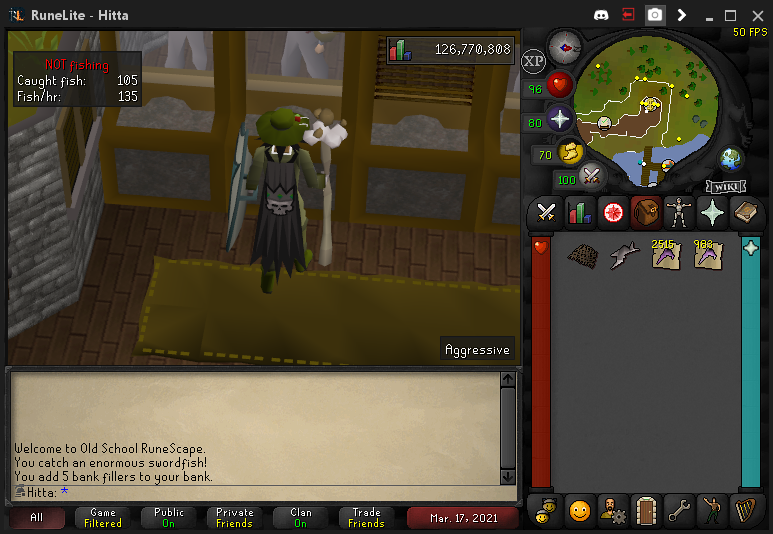 RuneLite - Hitta
50 FPS
NOT fishing
Caught fish: 105
Fish/hr: 135
126,770,808
XP
96
80
70
100
WIKI
2515
983
Aggressive
Welcome to Old School RuneScape.
You catch an enormous swordfish!
You add 5 bank fillers to your bank.
Hitta: *
All
Game
Filtered
Public
On
Private
Friends
Clan
On
Trade
Friends
Mar. 17, 2021